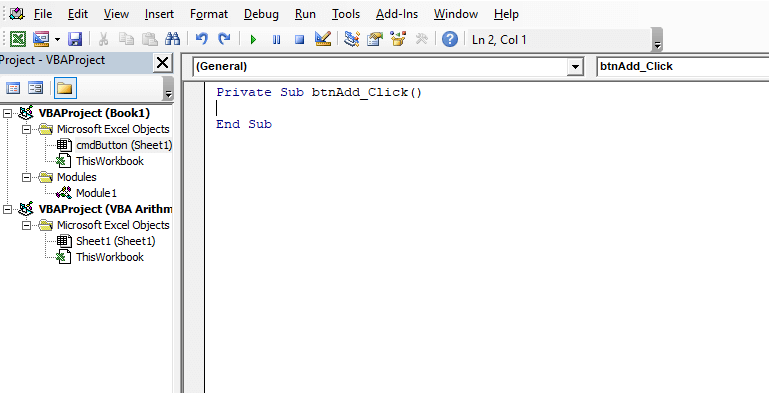 File Edit View Insert Format Debug Run Tools Add-Ins Window Help
Ln 2, Col 1
Project - VBAProject
(General)
btnAdd_Click
VBAProject (Book1)
Microsoft Excel Objects
cmdButton (Sheet1)
ThisWorkbook
Modules
Module1
VBAProject (VBA Arithm
Microsoft Excel Objects
Sheet1 (Sheet1)
ThisWorkbook
Private Sub btnAdd_Click()
End Sub